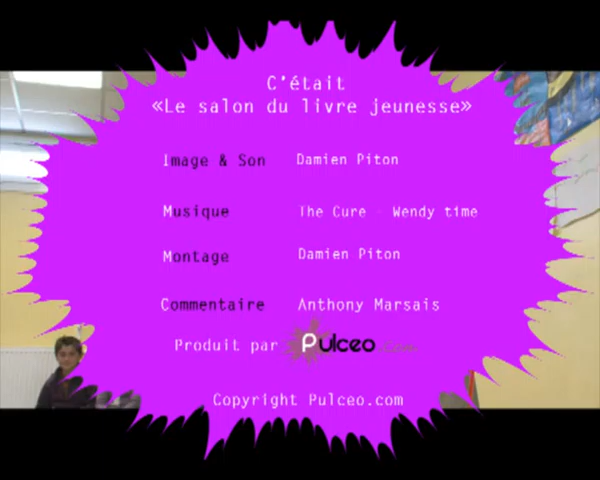 C'était
«Le salon du livre jeunesse»
Image & Son Damien Piton
Musique The Cure - Wendy time
Montage Damien Piton
Commentaire Anthony Marsais
Produit par Pulceo
Copyright Pulceo.com